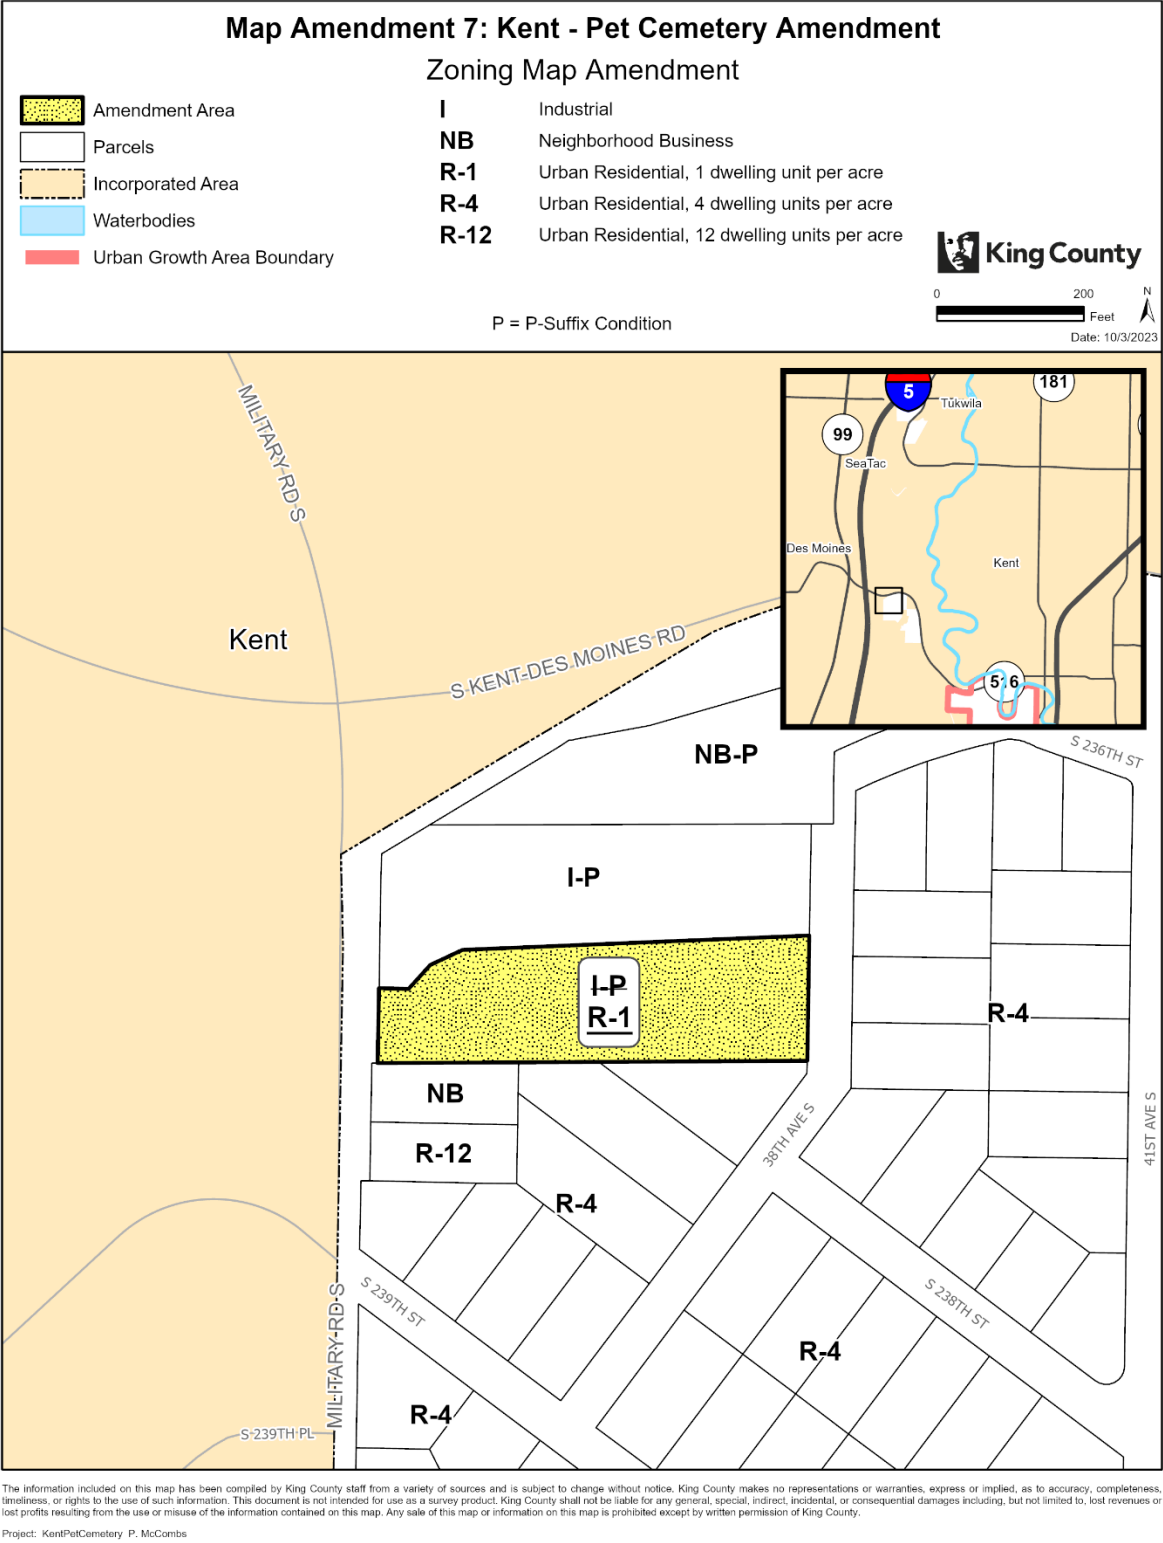 Map Amendment 7: Kent - Pet Cemetery Amendment
Zoning Map Amendment
Amendment Area
Parcels
Incorporated Area
Waterbodies
Urban Growth Area Boundary
I Industrial
NB Neighborhood Business
R-1 Urban Residential, 1 dwelling unit per acre
R-4 Urban Residential, 4 dwelling units per acre
R-12 Urban Residential, 12 dwelling units per acre
P = P-Suffix Condition
King County
0 200
Feet
N
Date: 10/3/2023
MILITARY RD S
Kent
S KENT-DES MOINES RD
5
181
Tukwila
99
SeaTac
Des Moines
Kent
516
S 236TH ST
NB-P
I-P
I-P
R-1
R-4
NB
R-12
R-4
38TH AVE S
41ST AVE S
S 239TH ST
S 238TH ST
MILITARY RD S
R-4
R-4
S 239TH PL
The information included on this map has been compiled by King County staff from a variety of sources and is subject to change without notice. King County makes no representations or warranties, express or implied, as to accuracy, completeness,
timeliness, or rights to the use of such information. This document is not intended for use as a survey product. King County shall not be liable for any general, special, indirect, incidental, or consequential damages including, but not limited to, lost revenues or
lost profits resulting from the use or misuse of the information contained on this map. Any sale of this map or information on this map is prohibited except by written permission of King County.
Project: KentPetCemetery P. McCombs